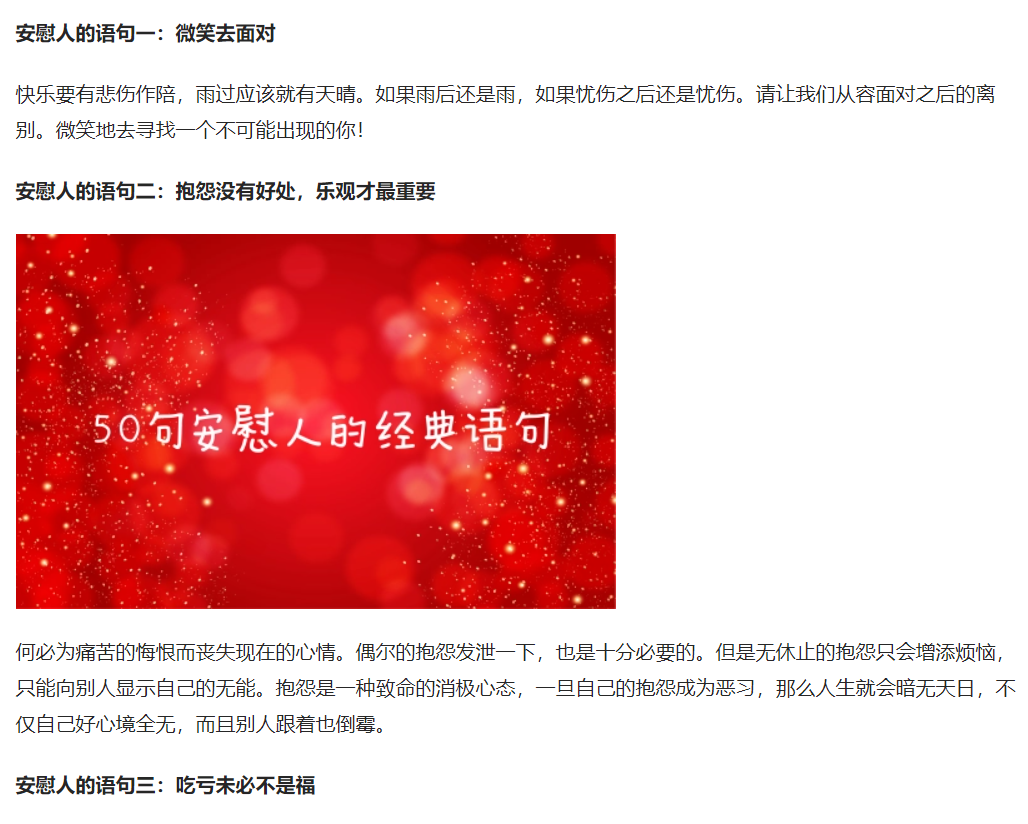 安慰人的语句一：微笑去面对
快乐要有悲伤作陪，雨过应该就有天晴。如果雨后还是雨，如果忧伤之后还是忧伤。请让我们从容面对之后的离
别。微笑地去寻找一个不可能出现的你！
安慰人的语句二：抱怨没有好处，乐观才最重要
50句安慰人的经典语句
何必为痛苦的悔恨而丧失现在的心情。偶尔的抱怨发泄一下，也是十分必要的。但是无休止的抱怨只会增添烦恼，
只能向别人显示自己的无能。抱怨是一种致命的消极心态，一旦自己的抱怨成为恶习，那么人生就会暗无天日，不
仅自己好心境全无，而且别人跟着也倒霉。
安慰人的语句三：吃亏未必不是福